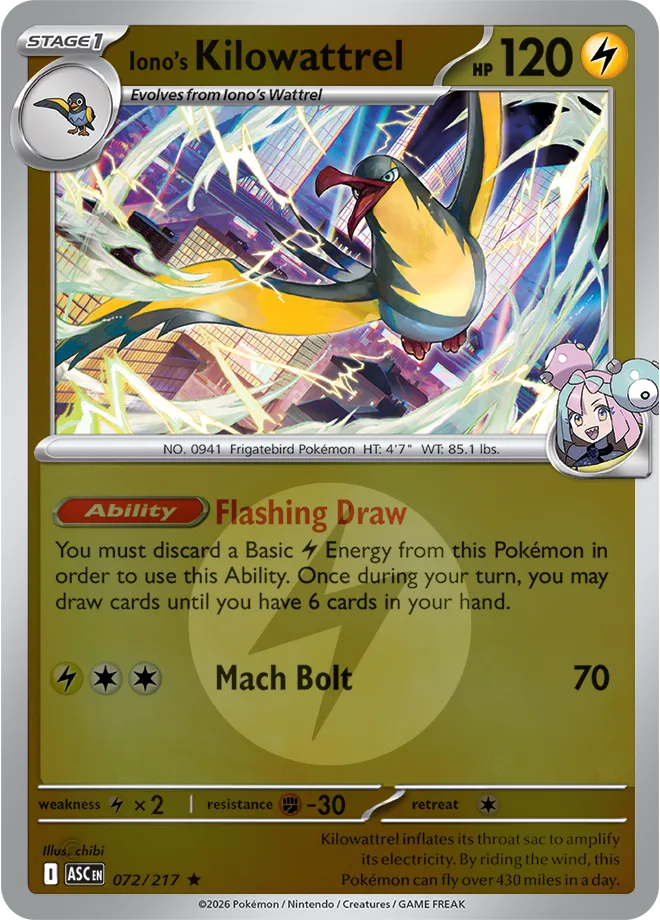 STAGE1
Iono's Kilowattrel
HP 120
Evolves from Iono's Wattrel
NO. 0941 Frigatebird Pokémon HT: 4'7" WT: 85.1 lbs.
Ability Flashing Draw
You must discard a Basic Energy from this Pokémon in
order to use this Ability. Once during your turn, you may
draw cards until you have 6 cards in your hand.
Mach Bolt 70
weakness ×2 resistance -30 retreat
Illus. chibi
I ASC EN 072/217 ★
Kilowattrel inflates its throat sac to amplify
its electricity. By riding the wind, this
Pokémon can fly over 430 miles in a day.
©2026 Pokémon / Nintendo / Creatures / GAME FREAK